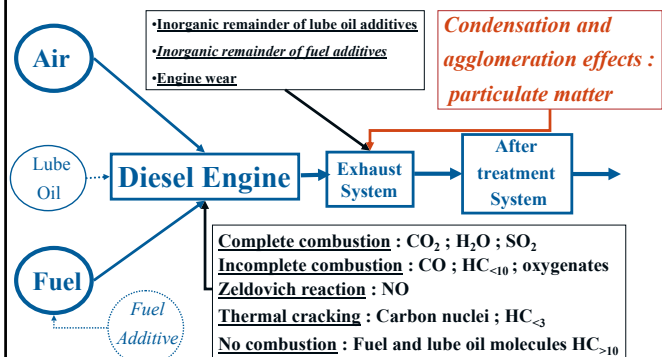 •Inorganic remainder of lube oil additives
•Inorganic remainder of fuel additives
•Engine wear
Condensation and
agglomeration effects :
particulate matter
Air
Lube
Oil
Diesel Engine
Exhaust
System
After
treatment
System
Fuel
Fuel
Additive
Complete combustion : CO₂ ; H₂O ; SO₂
Incomplete combustion : CO ; HC<₁₀ ; oxygenates
Zeldovich reaction : NO
Thermal cracking : Carbon nuclei ; HC<₃
No combustion : Fuel and lube oil molecules HC>₁₀